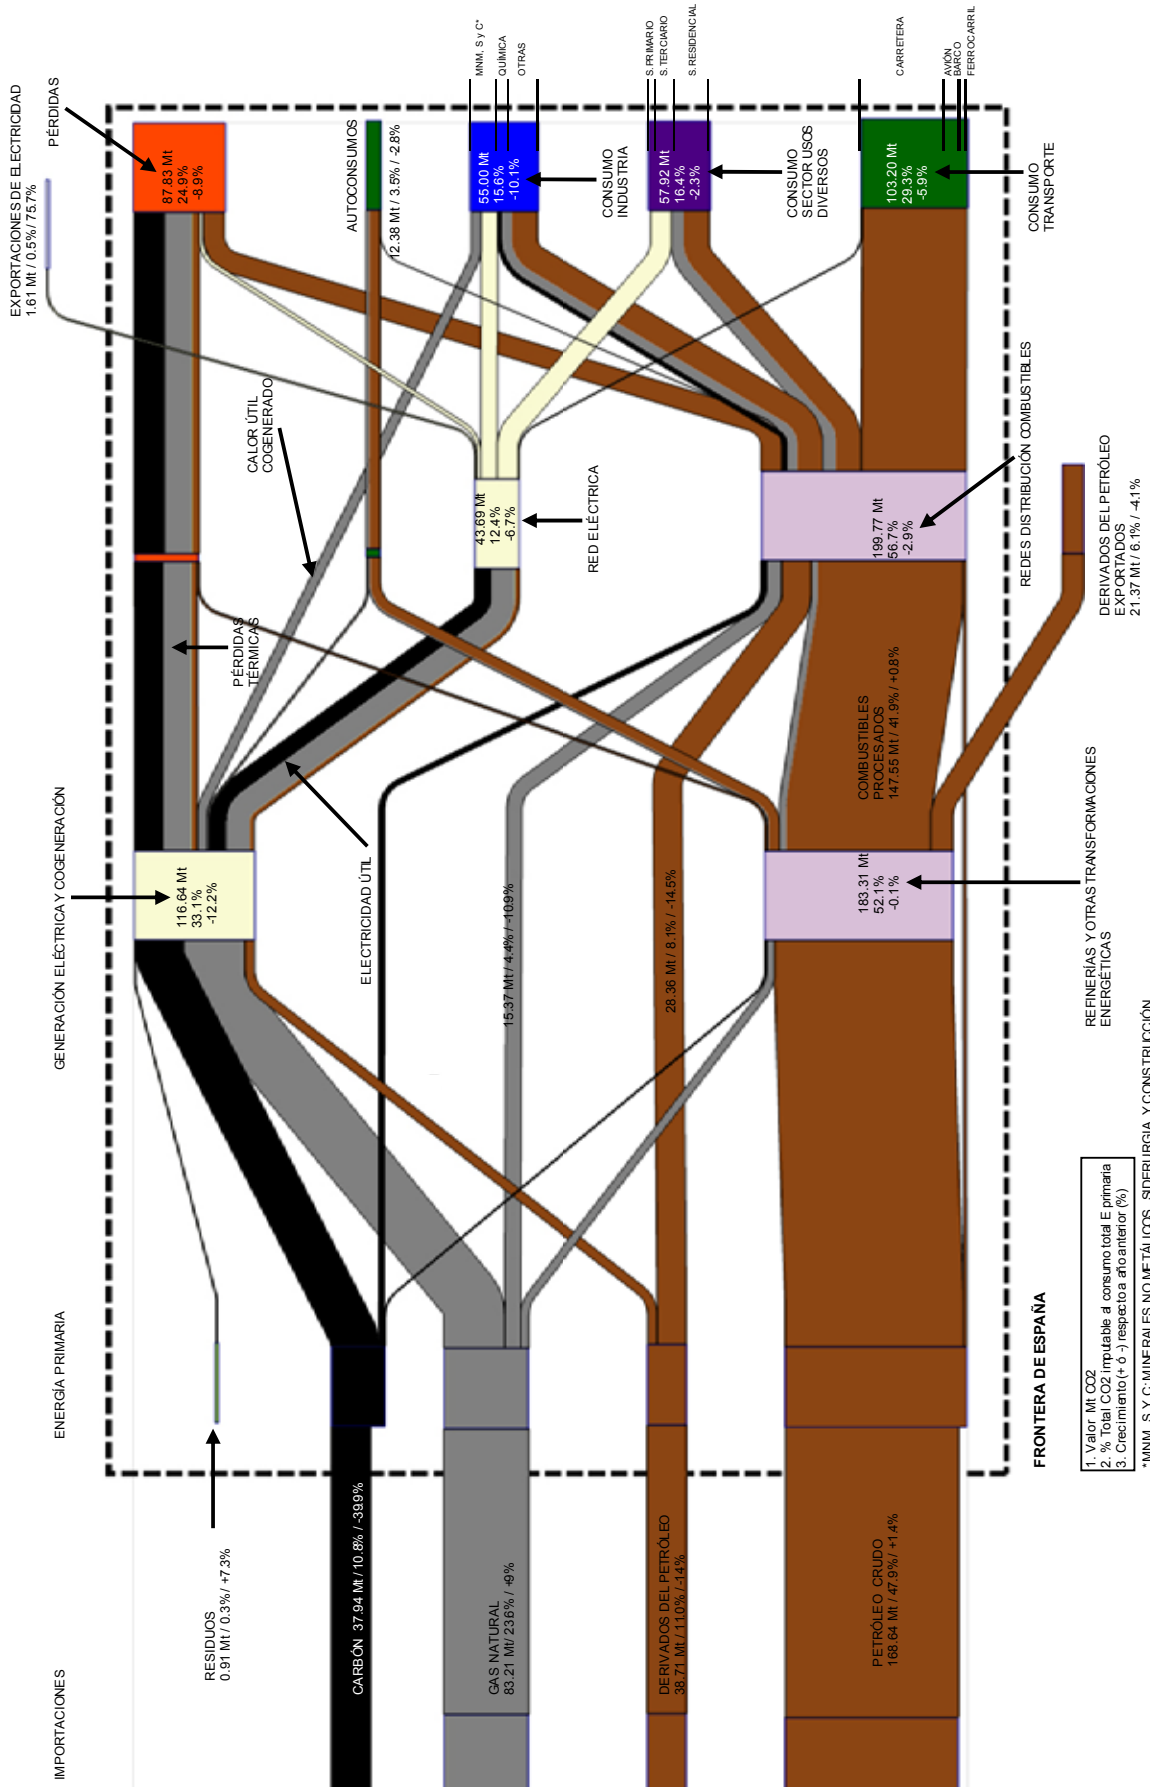 IMPORTACIONES
ENERGÍA PRIMARIA
GENERACIÓN ELÉCTRICA Y COGENERACIÓN
EXPORTACIONES DE ELECTRICIDAD
1.61 Mt / 0.5% / 75.7%
PÉRDIDAS
RESIDUOS
0.91 Mt / 0.3% / +7.3%
116.64 Mt
33.1%
-12.2%
PÉRDIDAS
TÉRMICAS
CALOR ÚTIL
COGENERADO
87.83 Mt
24.9%
-8.9%
CARBÓN 37.94 Mt / 10.8% / -39.9%
ELECTRICIDAD ÚTIL
AUTOCONSUMOS
12.38 Mt / 3.5% / -2.8%
GAS NATURAL
83.21 Mt / 23.6% / +9%
15.37 Mt / 4.4% / -10.9%
43.69 Mt
12.4%
-6.7%
RED ELÉCTRICA
55.00 Mt
15.6%
-10.1%
MNM, S y C*
QUÍMICA
OTRAS
CONSUMO
INDUSTRIA
DERIVADOS DEL PETRÓLEO
38.71 Mt / 11.0% / -14%
28.36 Mt / 8.1% / -14.5%
57.92 Mt
16.4%
-2.3%
S. PRIMARIO
S. TERCIARIO
S. RESIDENCIAL
CONSUMO
SECTOR USOS
DIVERSOS
PETRÓLEO CRUDO
168.64 Mt / 47.9% / +1.4%
183.31 Mt
52.1%
-0.1%
COMBUSTIBLES
PROCESADOS
147.55 Mt / 41.9% / +0.8%
199.77 Mt
56.7%
-2.9%
103.20 Mt
29.3%
-5.9%
CARRETERA
AVIÓN
BARCO
FERROCARRIL
CONSUMO
TRANSPORTE
REDES DISTRIBUCIÓN COMBUSTIBLES
FRONTERA DE ESPAÑA
REFINERÍAS Y OTRAS TRANSFORMACIONES
ENERGÉTICAS
DERIVADOS DEL PETRÓLEO
EXPORTADOS
21.37 Mt / 6.1% / -4.1%
1. Valor Mt CO2
2. % Total CO2 imputable al consumo total E primaria
3. Crecimiento (+ ó -) respecto a año anterior (%)
*MNM, S Y C: MINERALES NO METÁLICOS, SIDERURGIA Y CONSTRUCCIÓN